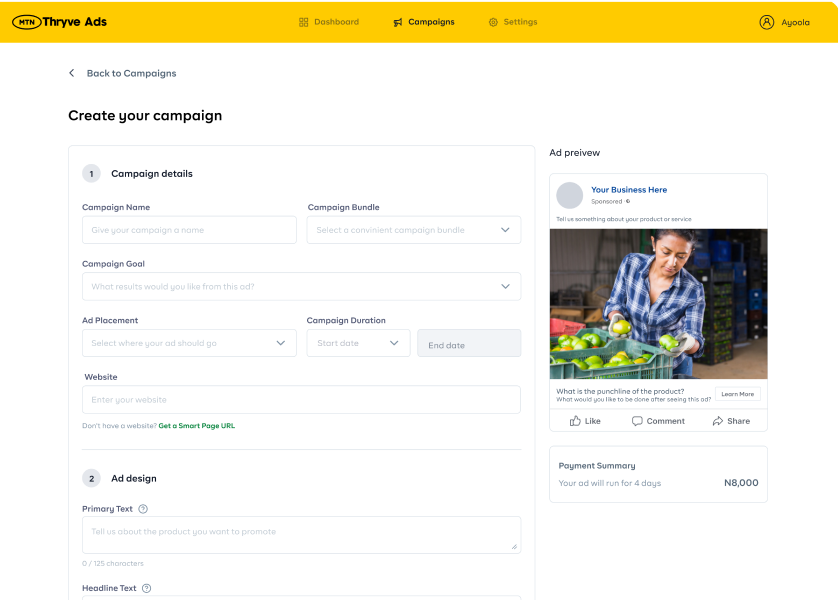 MTN Thryve Ads
Dashboard
Campaigns
Settings
Ayoola
Back to Campaigns
Create your campaign
1 Campaign details
Campaign Name
Give your campaign a name
Campaign Bundle
Select a convinient campaign bundle
Campaign Goal
What results would you like from this ad?
Ad Placement
Select where your ad should go
Campaign Duration
Start date
End date
Website
Enter your website
Don't have a website? Get a Smart Page URL
2 Ad design
Primary Text
Tell us about the product you want to promote
0 / 125 characters
Headline Text
Ad preivew
Your Business Here
Sponsored
Tell us something about your product or service
What is the punchline of the product?
What would you like to be done after seeing this ad?
Learn More
Like
Comment
Share
Payment Summary
Your ad will run for 4 days
N8,000